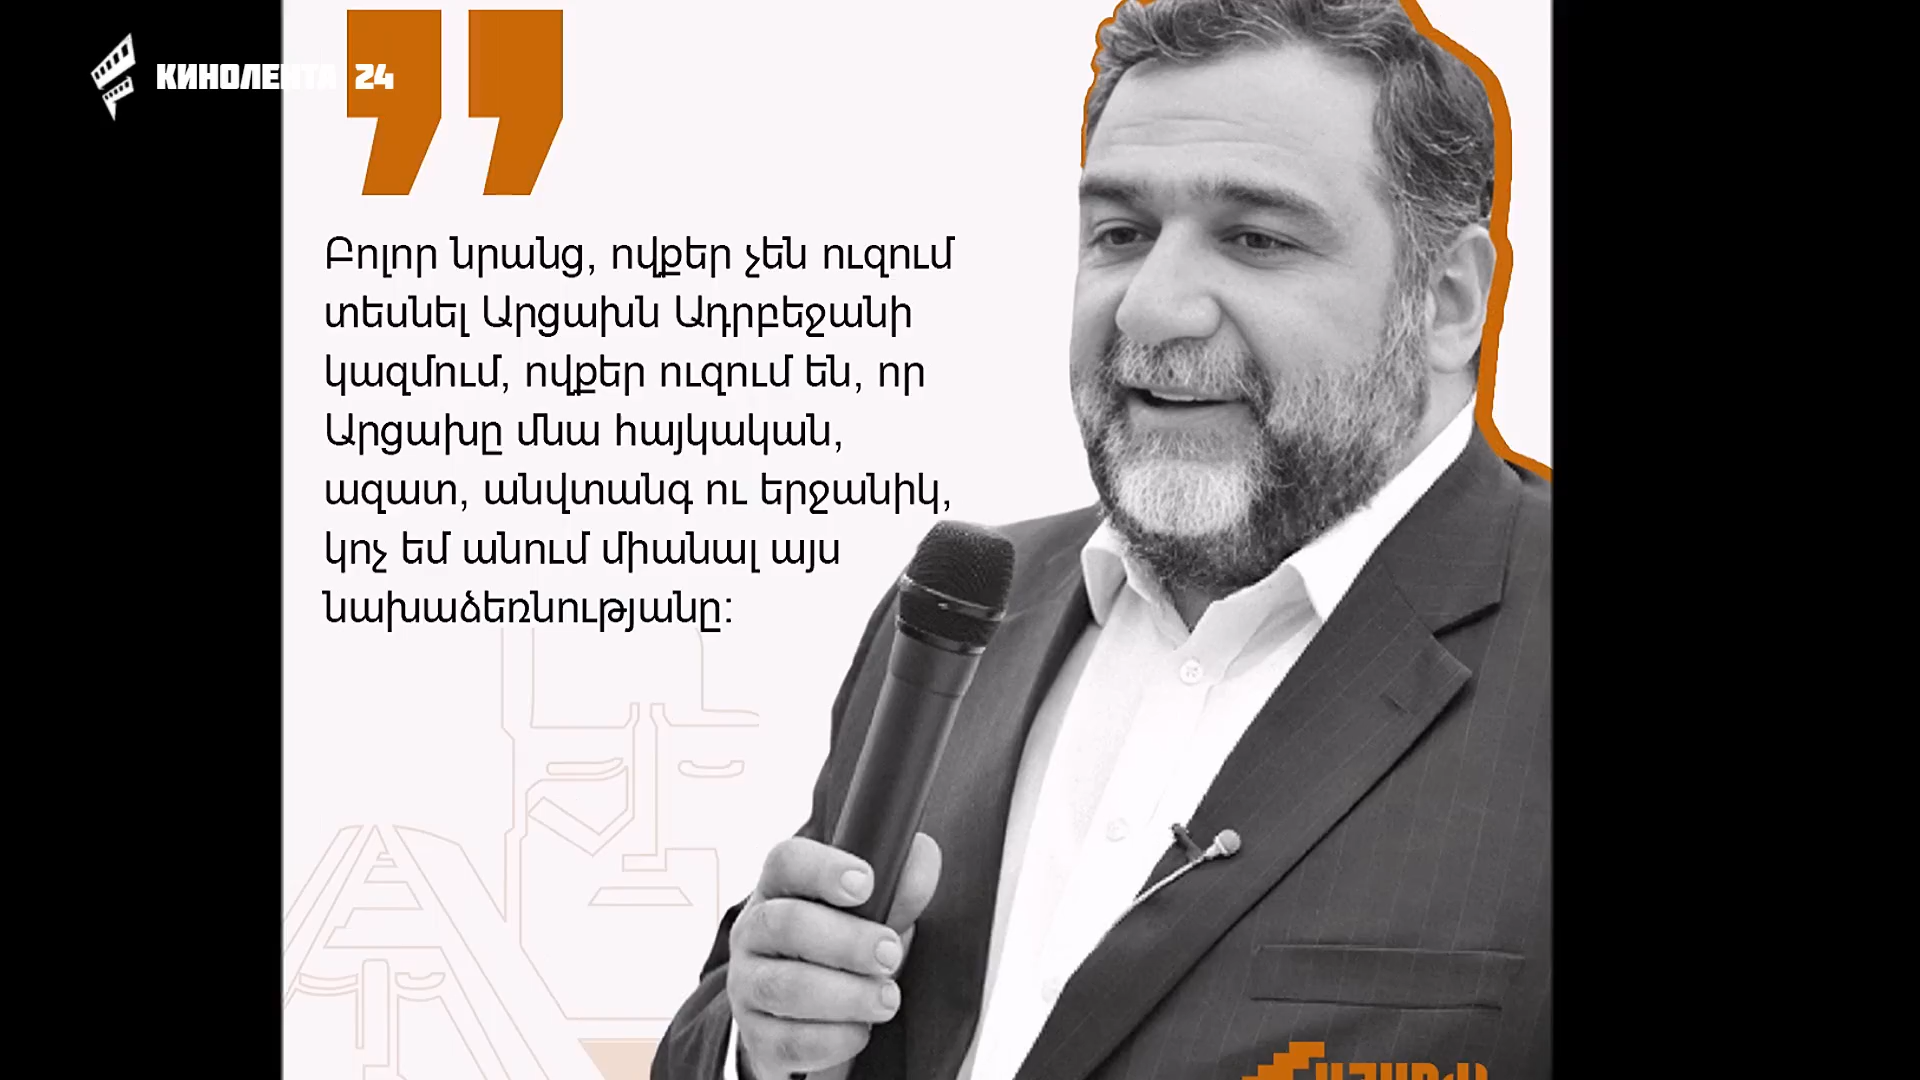 КИНОЛЕНТА 24
Բոլոր նրանց, ովքեր չեն ուզում
տեսնել Արցախն Ադրբեջանի
կազմում, ովքեր ուզում են, որ
Արցախը մնա հայկական,
ազատ, անվտանգ ու երջանիկ,
կոչ եմ անում միանալ այս
նախաձեռնությանը: